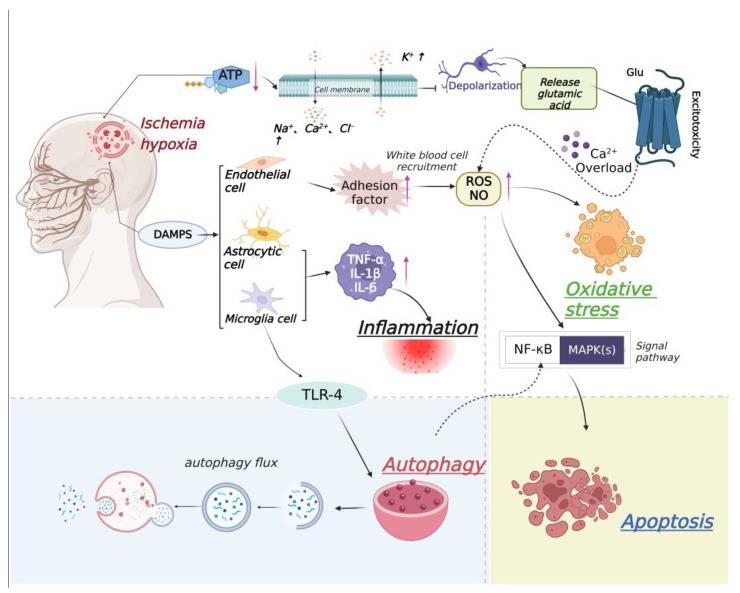 ATP
Cell membrane
K⁺ ↑
Na⁺、Ca²⁺、Cl⁻
↑
Depolarization
Release
glutamic
acid
Glu
Excitotoxicity
Ischemia
hypoxia
Ca²⁺
Overload
DAMPS
Endothelial
cell
Adhesion
factor
White blood cell
recruitment
ROS
NO
Astrocytic
cell
Microglia cell
TNF-α
IL-1β
IL-6
Inflammation
Oxidative
stress
NF-κB
MAPK(s)
Signal
pathway
TLR-4
autophagy flux
Autophagy
Apoptosis